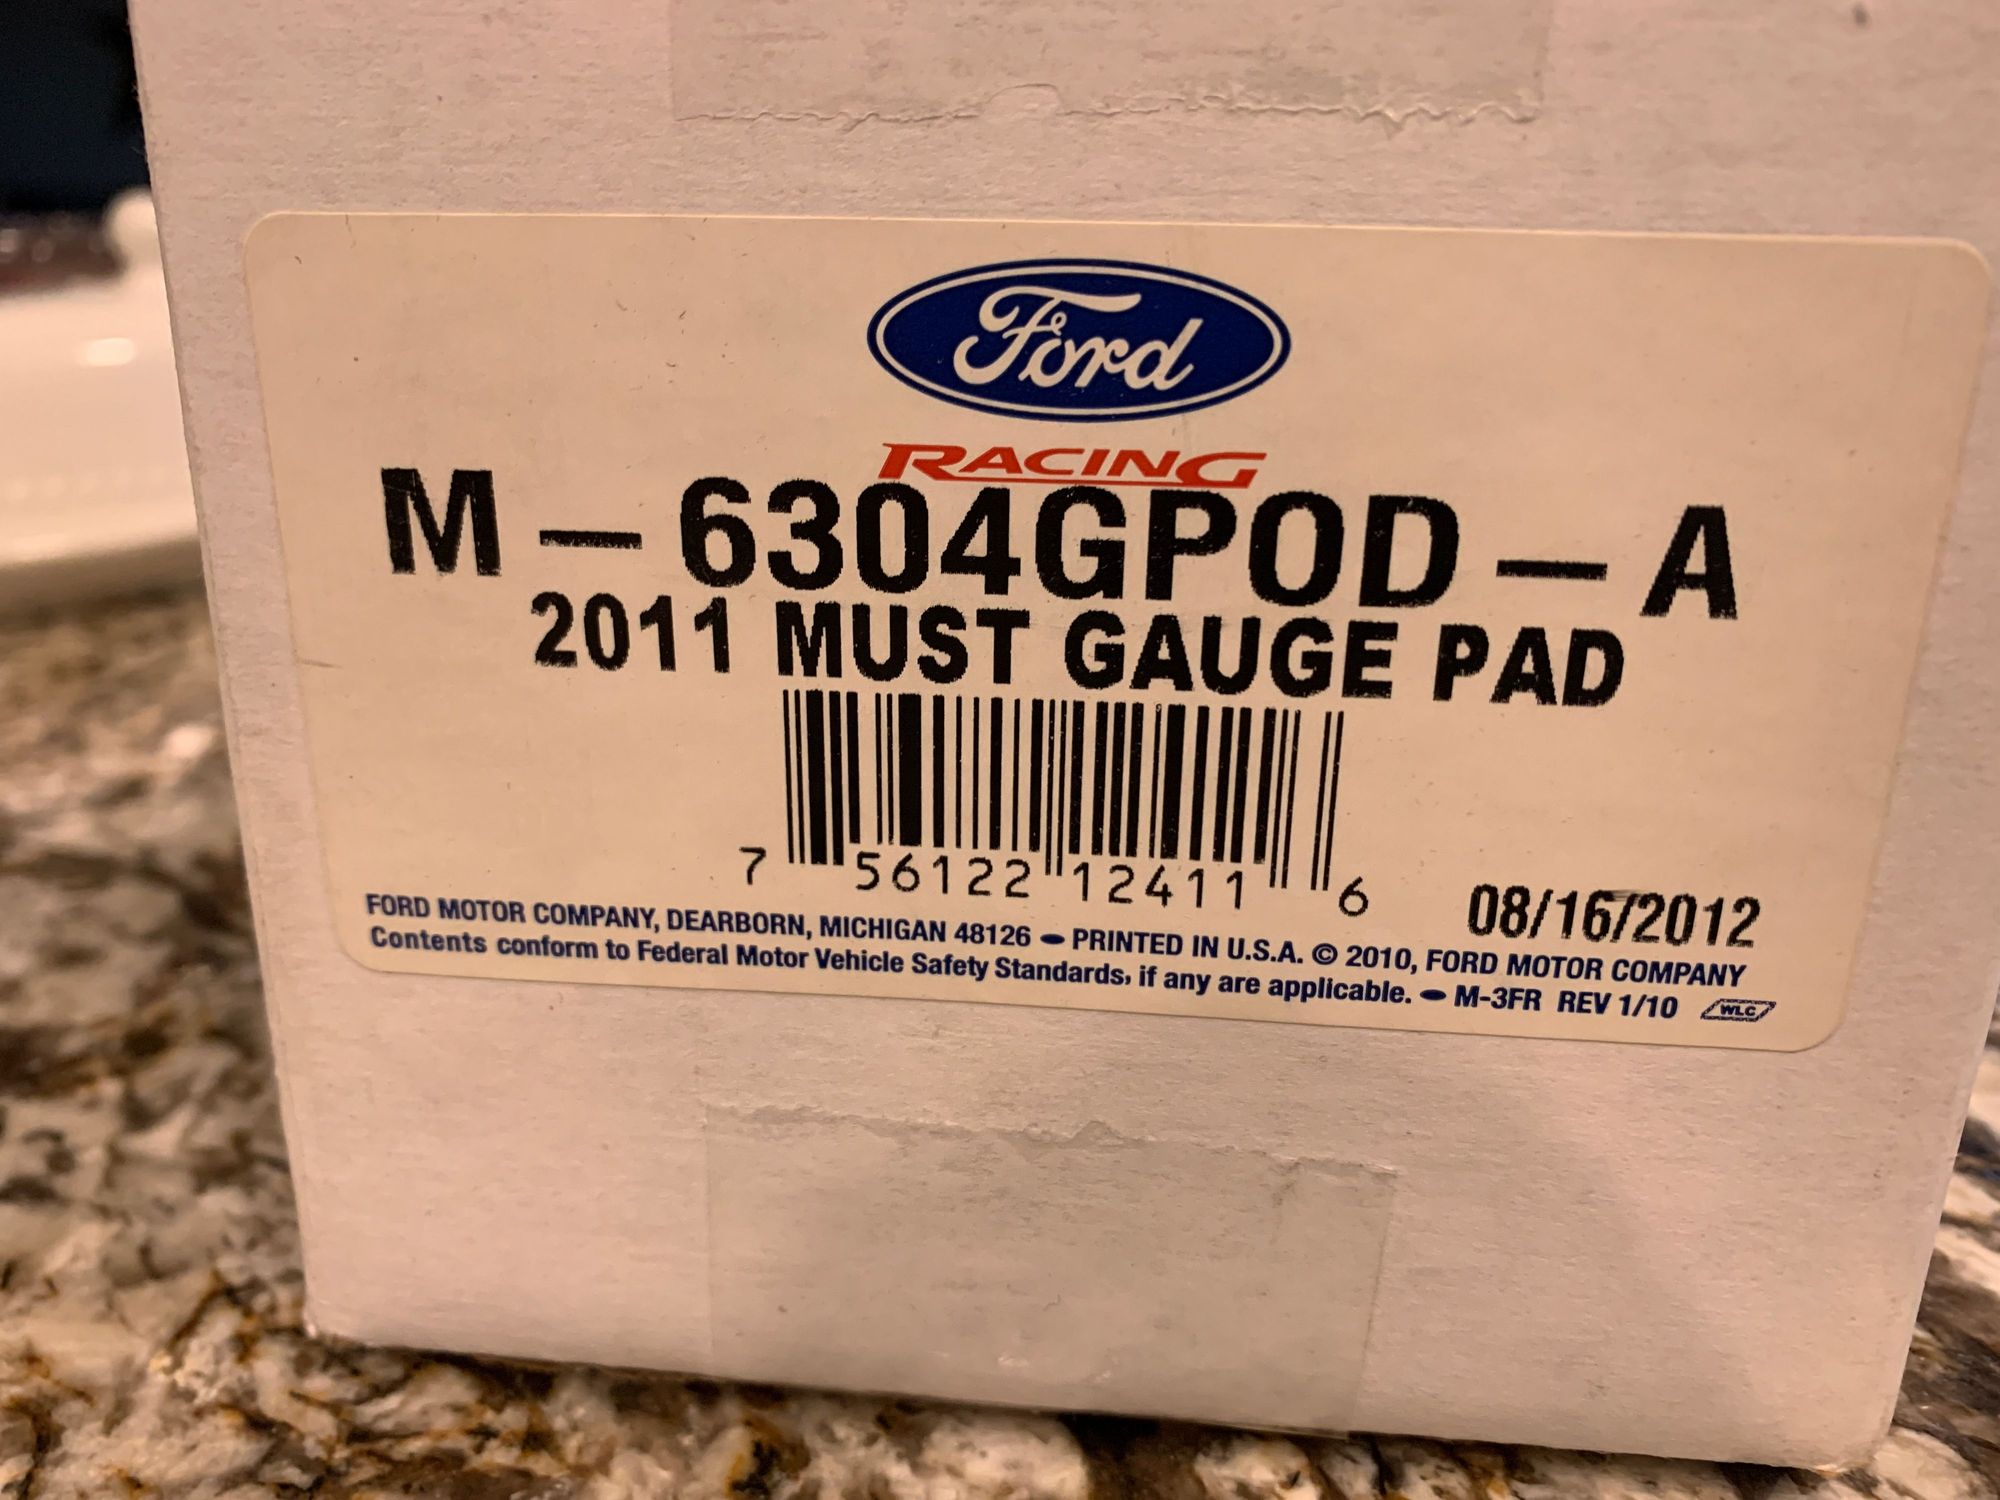 Ford
RACING
M-6304GPOD-A
2011 MUST GAUGE PAD
7 56122 12411 6
08/16/2012
FORD MOTOR COMPANY, DEARBORN, MICHIGAN 48126 - PRINTED IN U.S.A. © 2010, FORD MOTOR COMPANY
Contents conform to Federal Motor Vehicle Safety Standards, if any are applicable. - M-3FR REV 1/10 WLC